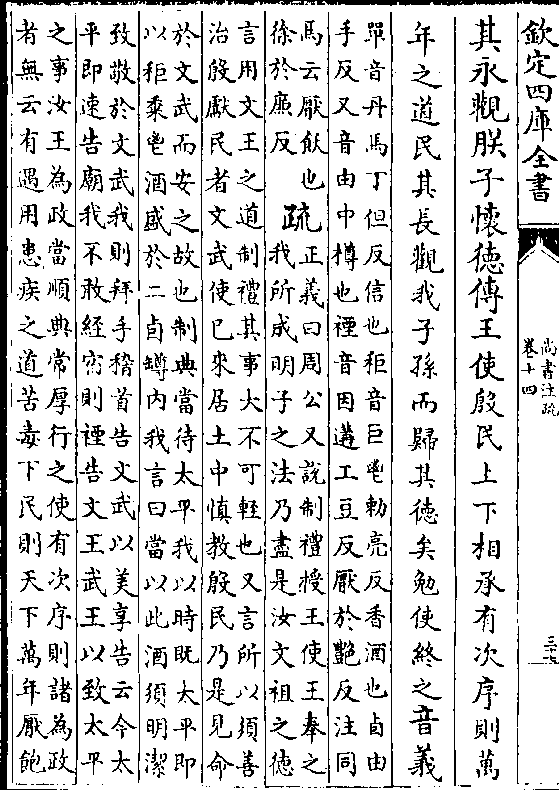 欽定四庫全書
尚書注疏
卷十四
其永觀朕子懷德傳王使殷民上下相承有次序則萬
年之道民其長觀我子孫而歸其德矣勉使終之音義
單音丹馬丁但反信也秬音巨鬯勅亮反香酒也卣由
手反又音由中樽也禋音因遘工豆反厭於豔反注同
馬云厭飫也
徐於廉反
疏
正義曰周公又說制禮授王使王奉之
我所成明子之法乃盡是汝文祖之德
言用文王之道制禮其事大不可輕也又言所以須善
治殷獻民者文武使已來居土中慎教殷民乃是見命
於文武而安之故也制典當待太平我以時既太平即
以秬黍鬯酒盛於二卣罇内我言曰當以此酒須明潔
致敬於文武我則拜手稽首告文武以美享告云今太
平即速告廟我不敢經宿則禋告文王武王以致太平
之事汝王為政當順典常厚行之使有次序則諸為政
者無云有遇用患疾之道苦毒下民則天下萬年厭飽